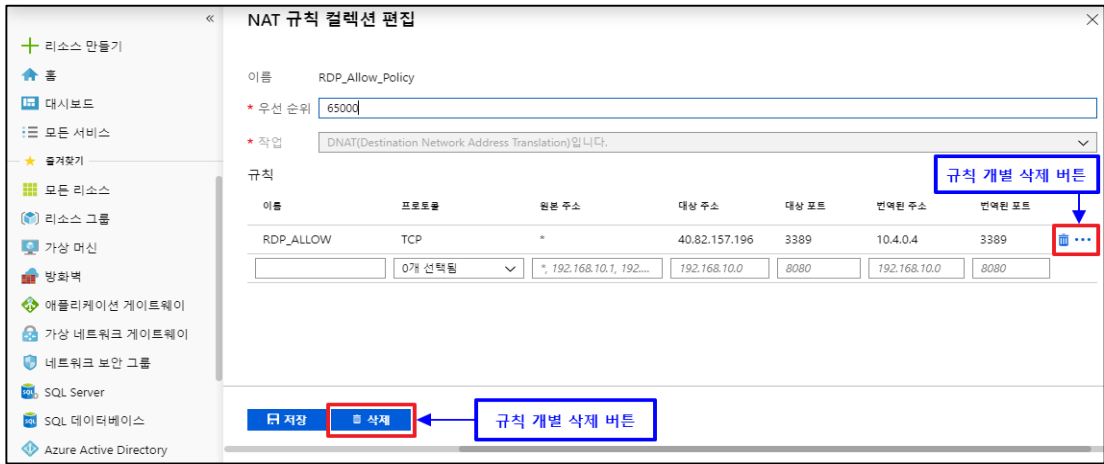 «
NAT 규칙 컬렉션 편집
리소스 만들기
홈
대시보드
모든 서비스
즐겨찾기
모든 리소스
리소스 그룹
가상 머신
방화벽
애플리케이션 게이트웨이
가상 네트워크 게이트웨이
네트워크 보안 그룹
SQL Server
SQL 데이터베이스
Azure Active Directory
이름 RDP_Allow_Policy
* 우선 순위 65000
* 작업 DNAT(Destination Network Address Translation)입니다.
규칙
규칙 개별 삭제 버튼
이름 프로토콜 원본 주소 대상 주소 대상 포트 번역된 주소 번역된 포트
RDP_ALLOW TCP * 40.82.157.196 3389 10.4.0.4 3389
0개 선택됨 *, 192.168.10.1, 192.... 192.168.10.0 8080 192.168.10.0 8080
저장 삭제 규칙 개별 삭제 버튼